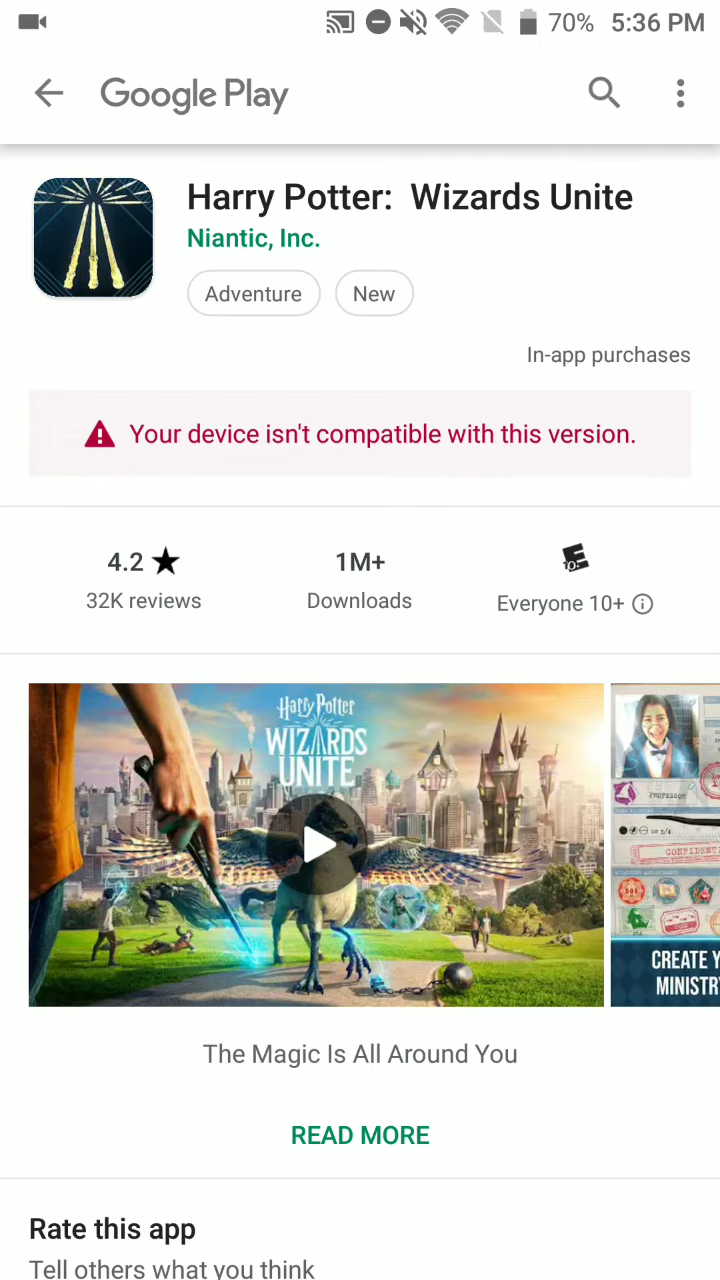 70% 5:36 PM
Google Play
Harry Potter: Wizards Unite
Niantic, Inc.
Adventure New
In-app purchases
Your device isn't compatible with this version.
4.2 1M+
32K reviews Downloads Everyone 10+
Harry Potter
WIZARDS
UNITE
PROFESSOR
CONFIDENT
CREATE Y
MINISTR
The Magic Is All Around You
READ MORE
Rate this app
Tell others what you think